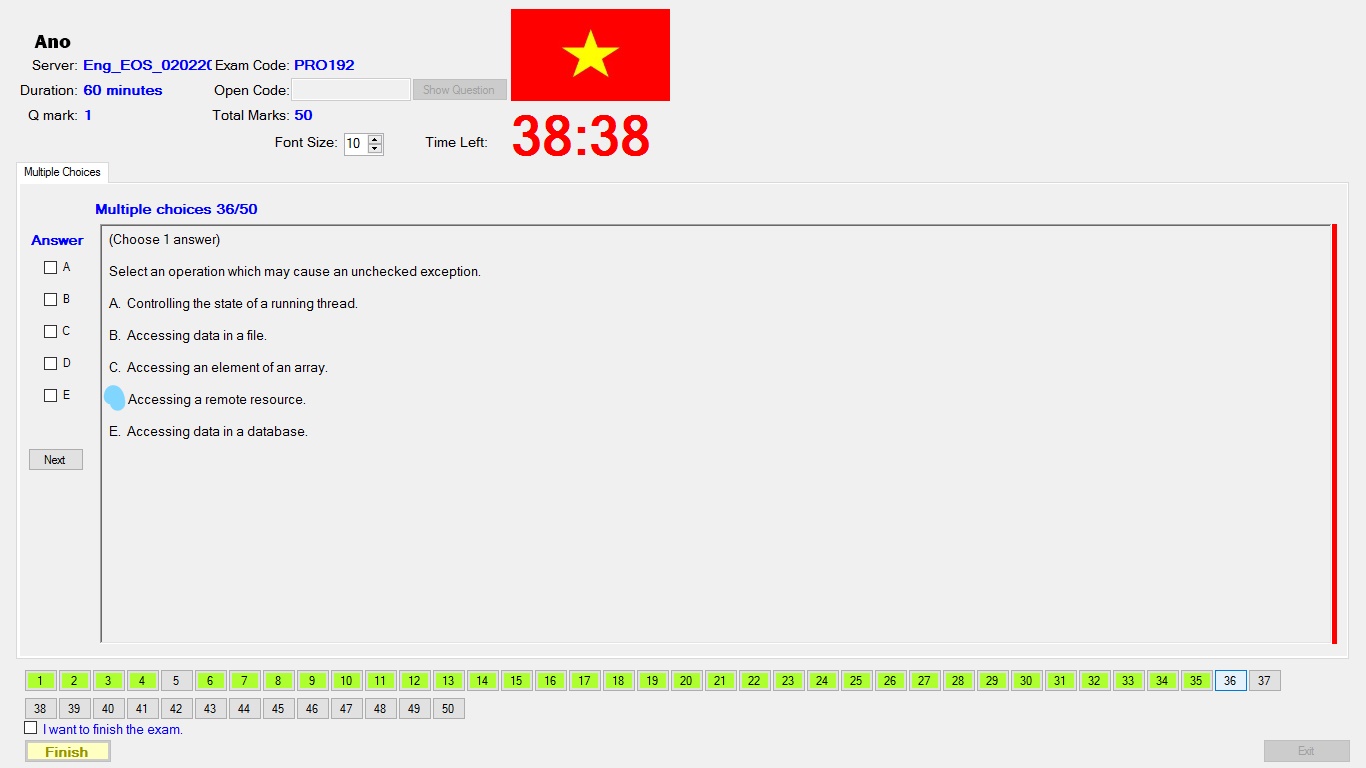 Ano
Server: Eng_EOS_020220 Exam Code: PRO192
Duration: 60 minutes Open Code: Show Question
Q mark: 1 Total Marks: 50
Font Size: 10 Time Left: 38:38
Multiple Choices
Multiple choices 36/50
Answer
(Choose 1 answer)
A
Select an operation which may cause an unchecked exception.
B
A. Controlling the state of a running thread.
C
B. Accessing data in a file.
D
C. Accessing an element of an array.
E
Accessing a remote resource.
E. Accessing data in a database.
Next
1 2 3 4 5 6 7 8 9 10 11 12 13 14 15 16 17 18 19 20 21 22 23 24 25 26 27 28 29 30 31 32 33 34 35 36 37
38 39 40 41 42 43 44 45 46 47 48 49 50
I want to finish the exam.
Finish Exit